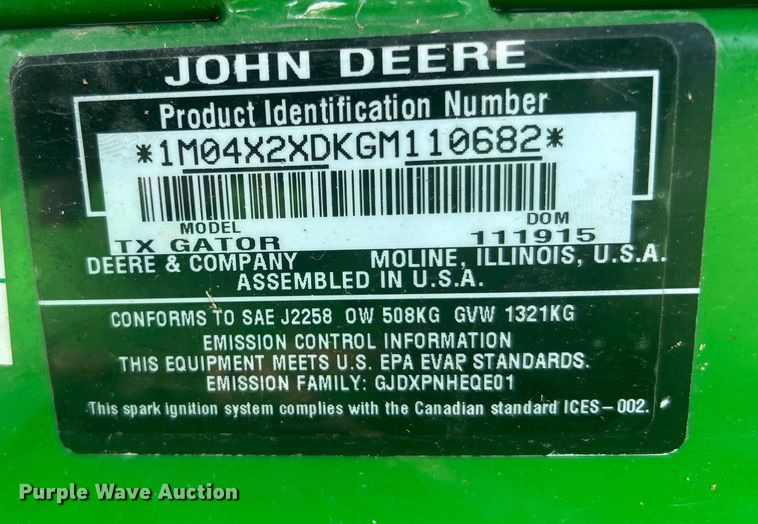 JOHN DEERE
Product Identification Number
*1M04X2XDKGM110682*
MODEL DOM
TX GATOR 111915
DEERE & COMPANY MOLINE, ILLINOIS, U.S.A.
ASSEMBLED IN U.S.A.
CONFORMS TO SAE J2258 OW 508KG GVW 1321KG
EMISSION CONTROL INFORMATION
THIS EQUIPMENT MEETS U.S. EPA EVAP STANDARDS.
EMISSION FAMILY: GJDXPNHEQE01
This spark ignition system complies with the Canadian standard ICES-002.
Purple Wave Auction